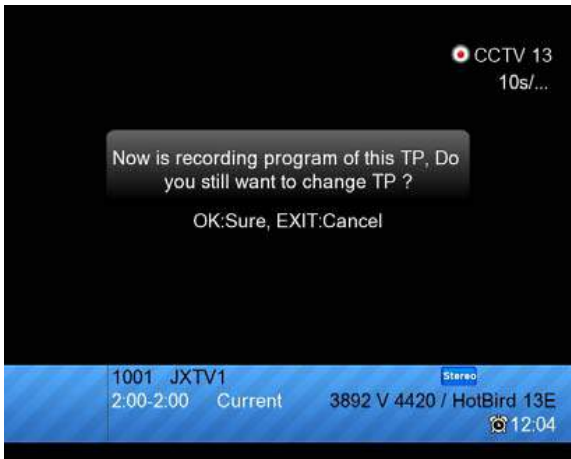 CCTV 13
10s/...
Now is recording program of this TP, Do
you still want to change TP ?
OK:Sure, EXIT:Cancel
1001 JXTV1 Stereo
2:00-2:00 Current 3892 V 4420 / HotBird 13E
12:04